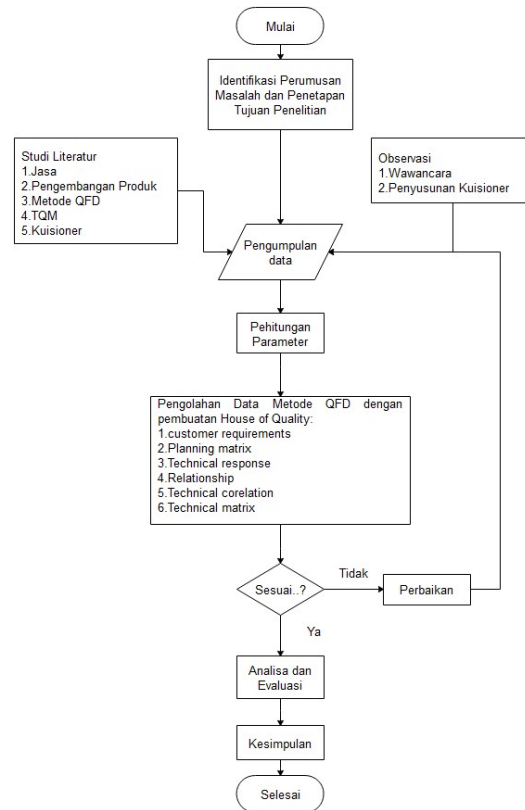 Mulai
Identifikasi Perumusan
Masalah dan Penetapan
Tujuan Penelitian
Studi Literatur
1.Jasa
2.Pengembangan Produk
3.Metode QFD
4.TQM
5.Kuisioner
Observasi
1.Wawancara
2.Penyusunan Kuisioner
Pengumpulan
data
Pehitungan
Parameter
Pengolahan Data Metode QFD dengan
pembuatan House of Quality:
1.customer requirements
2.Planning matrix
3.Technical response
4.Relationship
5.Technical corelation
6.Technical matrix
Sesuai..?
Tidak
Perbaikan
Ya
Analisa dan
Evaluasi
Kesimpulan
Selesai